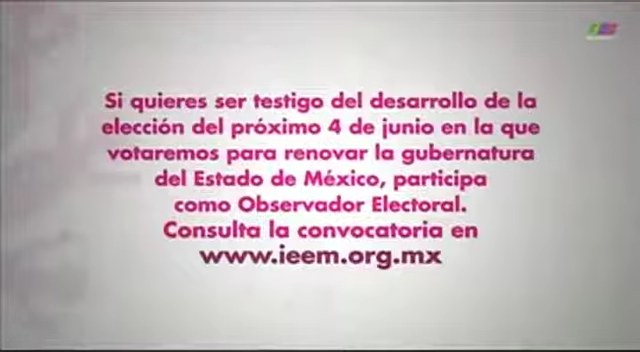 Si quieres ser testigo del desarrollo de la
elección del próximo 4 de junio en la que
votaremos para renovar la gubernatura
del Estado de México, participa
como Observador Electoral.
Consulta la convocatoria en
www.ieem.org.mx